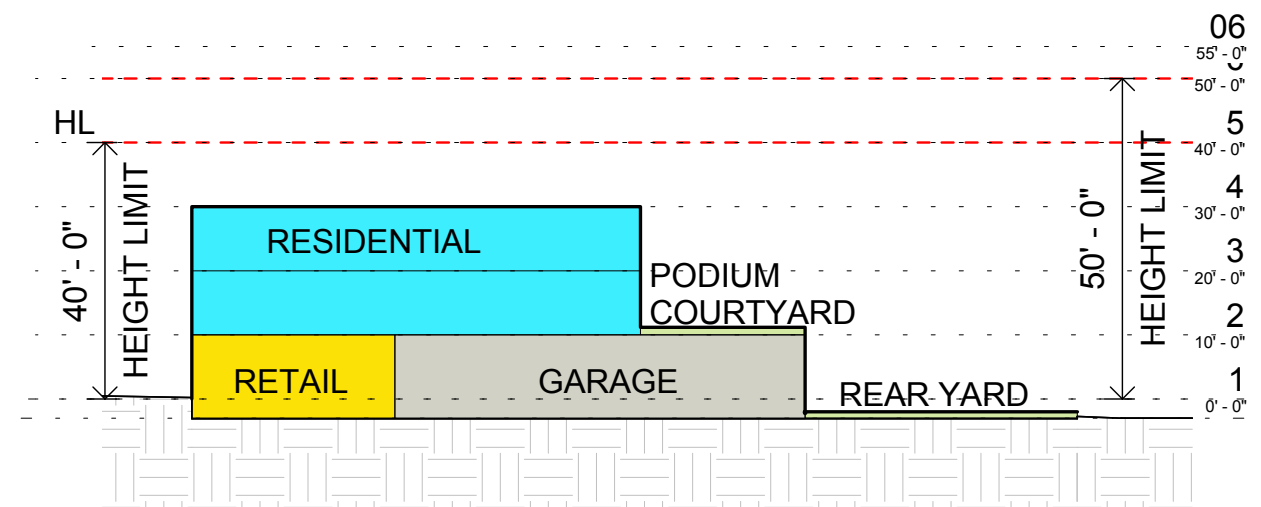 06
55' - 0"
50' - 0"
HL
5
40' - 0"
4
30' - 0"
RESIDENTIAL
3
20' - 0"
PODIUM
COURTYARD
2
10' - 0"
40' - 0"
HEIGHT LIMIT
50' - 0"
HEIGHT LIMIT
RETAIL
GARAGE
REAR YARD
1
0' - 0"